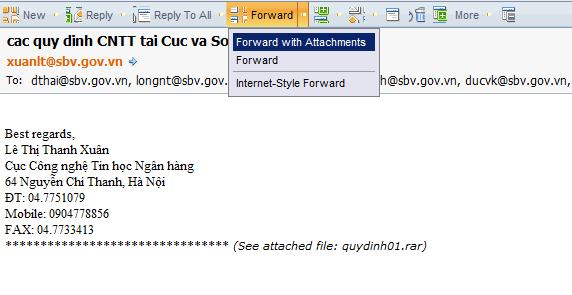 New Reply Reply To All Forward More
cac quy dinh CNTT tai Cuc va So
Forward with Attachments
Forward
Internet-Style Forward
xuanlt@sbv.gov.vn
To: dthai@sbv.gov.vn, longnt@sbv.gov.v h@sbv.gov.vn, ducvk@sbv.gov.vn,
Best regards,
Lê Thị Thanh Xuân
Cục Công nghệ Tin học Ngân hàng
64 Nguyễn Chí Thanh, Hà Nội
ĐT: 04.7751079
Mobile: 0904778856
FAX: 04.7733413
******************************** (See attached file: quydinh01.rar)